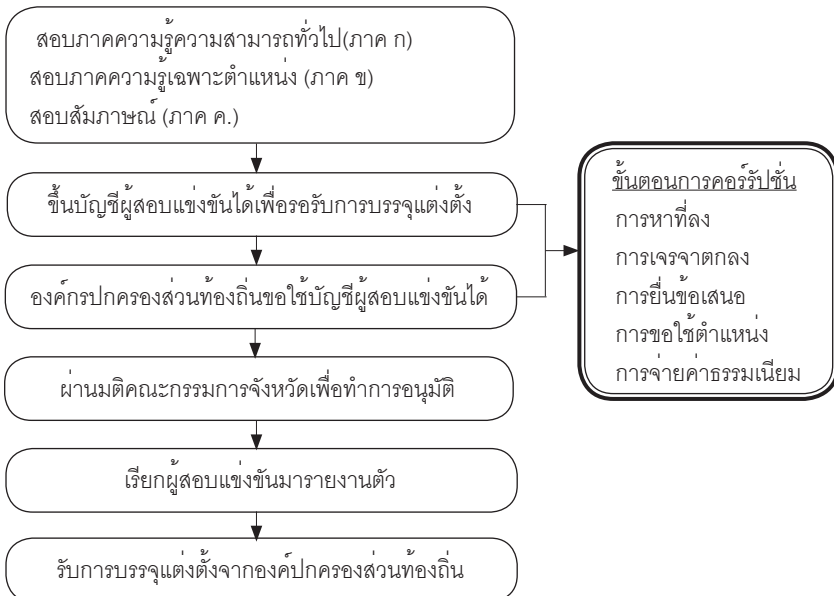 สอบภาคความรู้ความสามารถทั่วไป(ภาค ก)
สอบภาคความรู้เฉพาะตำแหน่ง (ภาค ข)
สอบสัมภาษณ์ (ภาค ค.)
ขึ้นบัญชีผู้สอบแข่งขันได้เพื่อรอรับการบรรจุแต่งตั้ง
องค์กรปกครองส่วนท้องถิ่นขอใช้บัญชีผู้สอบแข่งขันได้
ผ่านมติคณะกรรมการจังหวัดเพื่อทำการอนุมัติ
เรียกผู้สอบแข่งขันมารายงานตัว
รับการบรรจุแต่งตั้งจากองค์ปกครองส่วนท้องถิ่น
ขั้นตอนการคอร์รัปชั่น
การหาที่ลง
การเจรจาตกลง
การยื่นข้อเสนอ
การขอใช้ตำแหน่ง
การจ่ายค่าธรรมเนียม